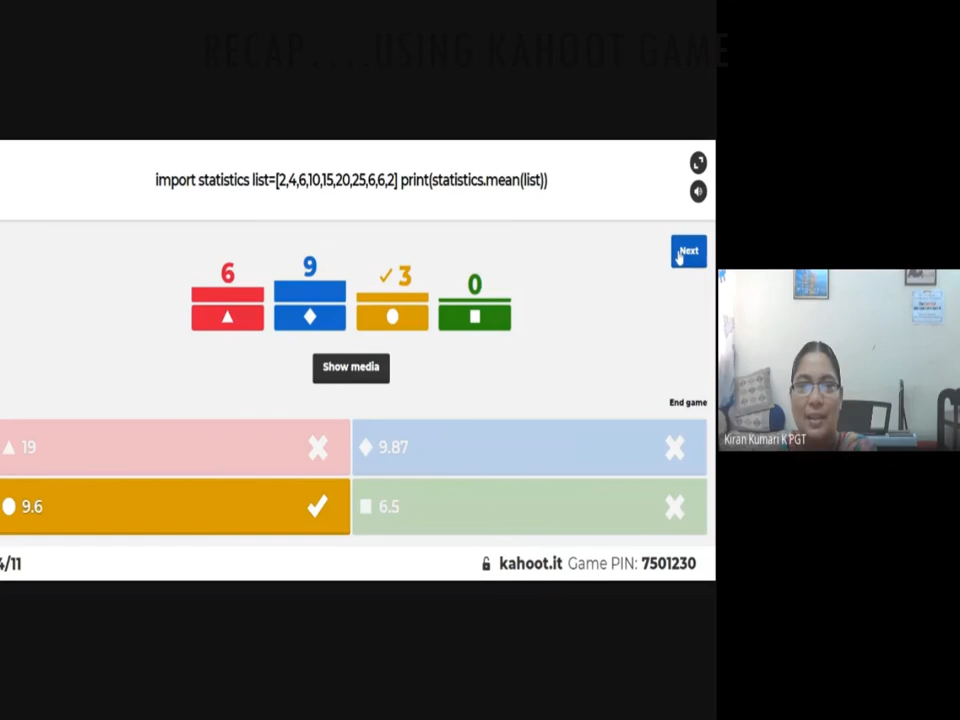 RECAP....USING KAHOOT GAME
import statistics list=[2,4,6,10,15,20,25,6,6,2] print(statistics.mean(list))
Next
6
9
3
0
Show media
End game
19
9.87
9.6
6.5
4/11
kahoot.it Game PIN: 7501230
Kiran Kumari K PGT